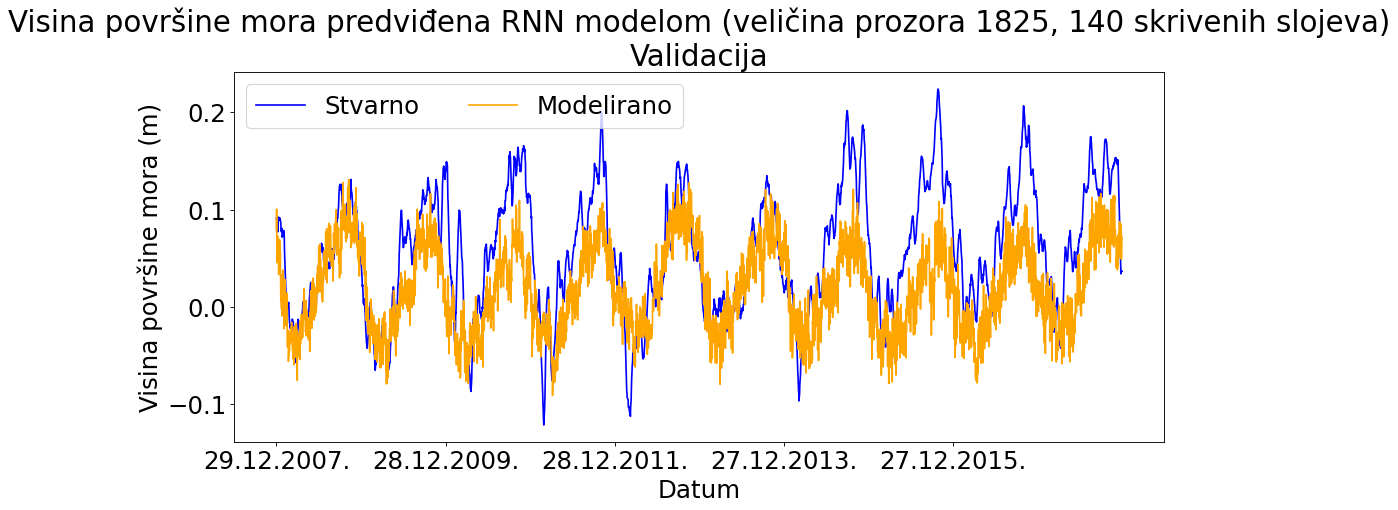 Visina površine mora predviđena RNN modelom (veličina prozora 1825, 140 skrivenih slojeva)
Validacija
Stvarno Modelirano
Visina površine mora (m)
0.2
0.1
0.0
−0.1
29.12.2007. 28.12.2009. 28.12.2011. 27.12.2013. 27.12.2015.
Datum